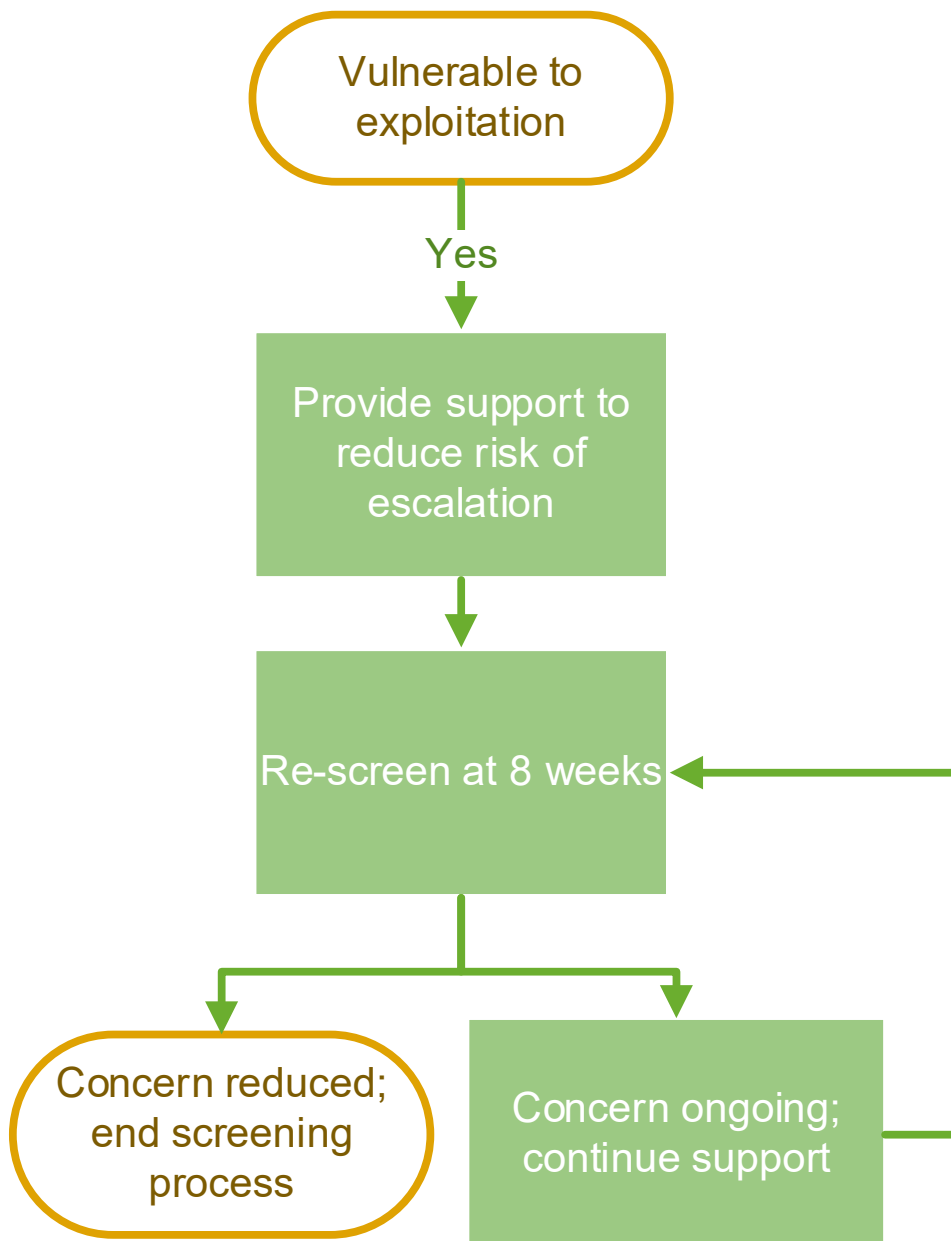 Vulnerable to
exploitation
Yes
Provide support to
reduce risk of
escalation
Re-screen at 8 weeks
Concern reduced;
end screening
process
Concern ongoing;
continue support